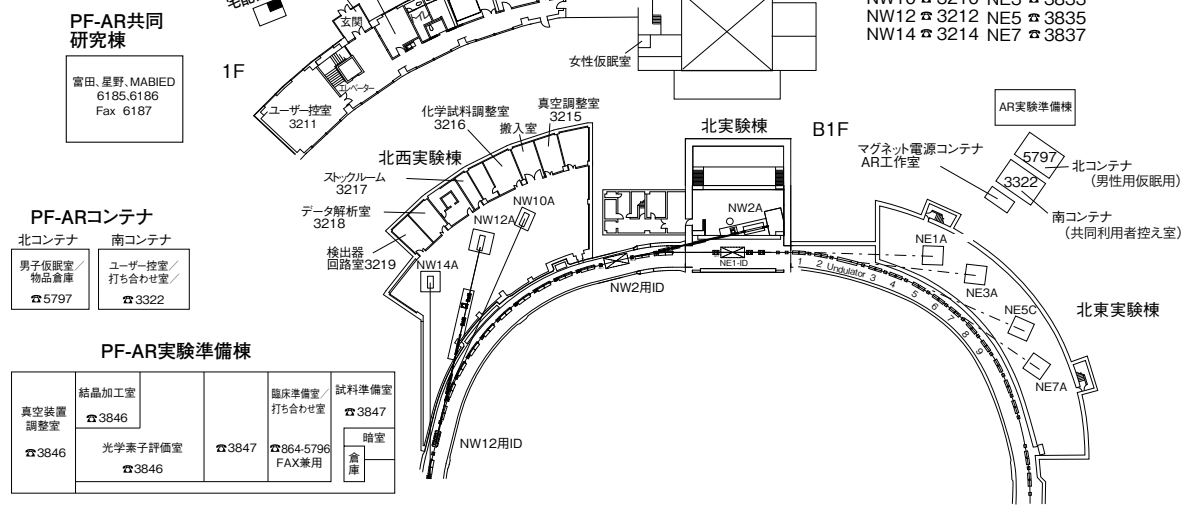 玄関
PF-AR共同
研究棟
富田、星野、MABIED
6185,6186
Fax 6187
1F
エレベーター
ユーザー控室
3211
女性仮眠室
NW12 ☎ 3212 NE5 ☎ 3835
NW14 ☎ 3214 NE7 ☎ 3837
北西実験棟
化学試料調整室
3216
搬入室
真空調整室
3215
ストックルーム
3217
データ解析室
3218
検出器
回路室3219
NW10A
NW12A
NW14A
北実験棟
B1F
NW2A
NE1-ID
NW2用ID
NW12用ID
1 2 Undulator 3 4 5 6 7 8 9
AR実験準備棟
マグネット電源コンテナ
AR工作室
5797
3322
北コンテナ
(男性用仮眠用)
南コンテナ
(共同利用者控え室)
NE1A
NE3A
NE5C
NE7A
北東実験棟
PF-ARコンテナ
北コンテナ
南コンテナ
男子仮眠室/
物品倉庫
☎5797
ユーザー控室/
打ち合わせ室/
☎3322
PF-AR実験準備棟
真空装置
調整室
☎3846
結晶加工室
☎3846
光学素子評価室
☎3846
☎3847
臨床準備室/
打ち合わせ室
☎864-5796
FAX兼用
試料準備室
☎3847
暗室
倉庫